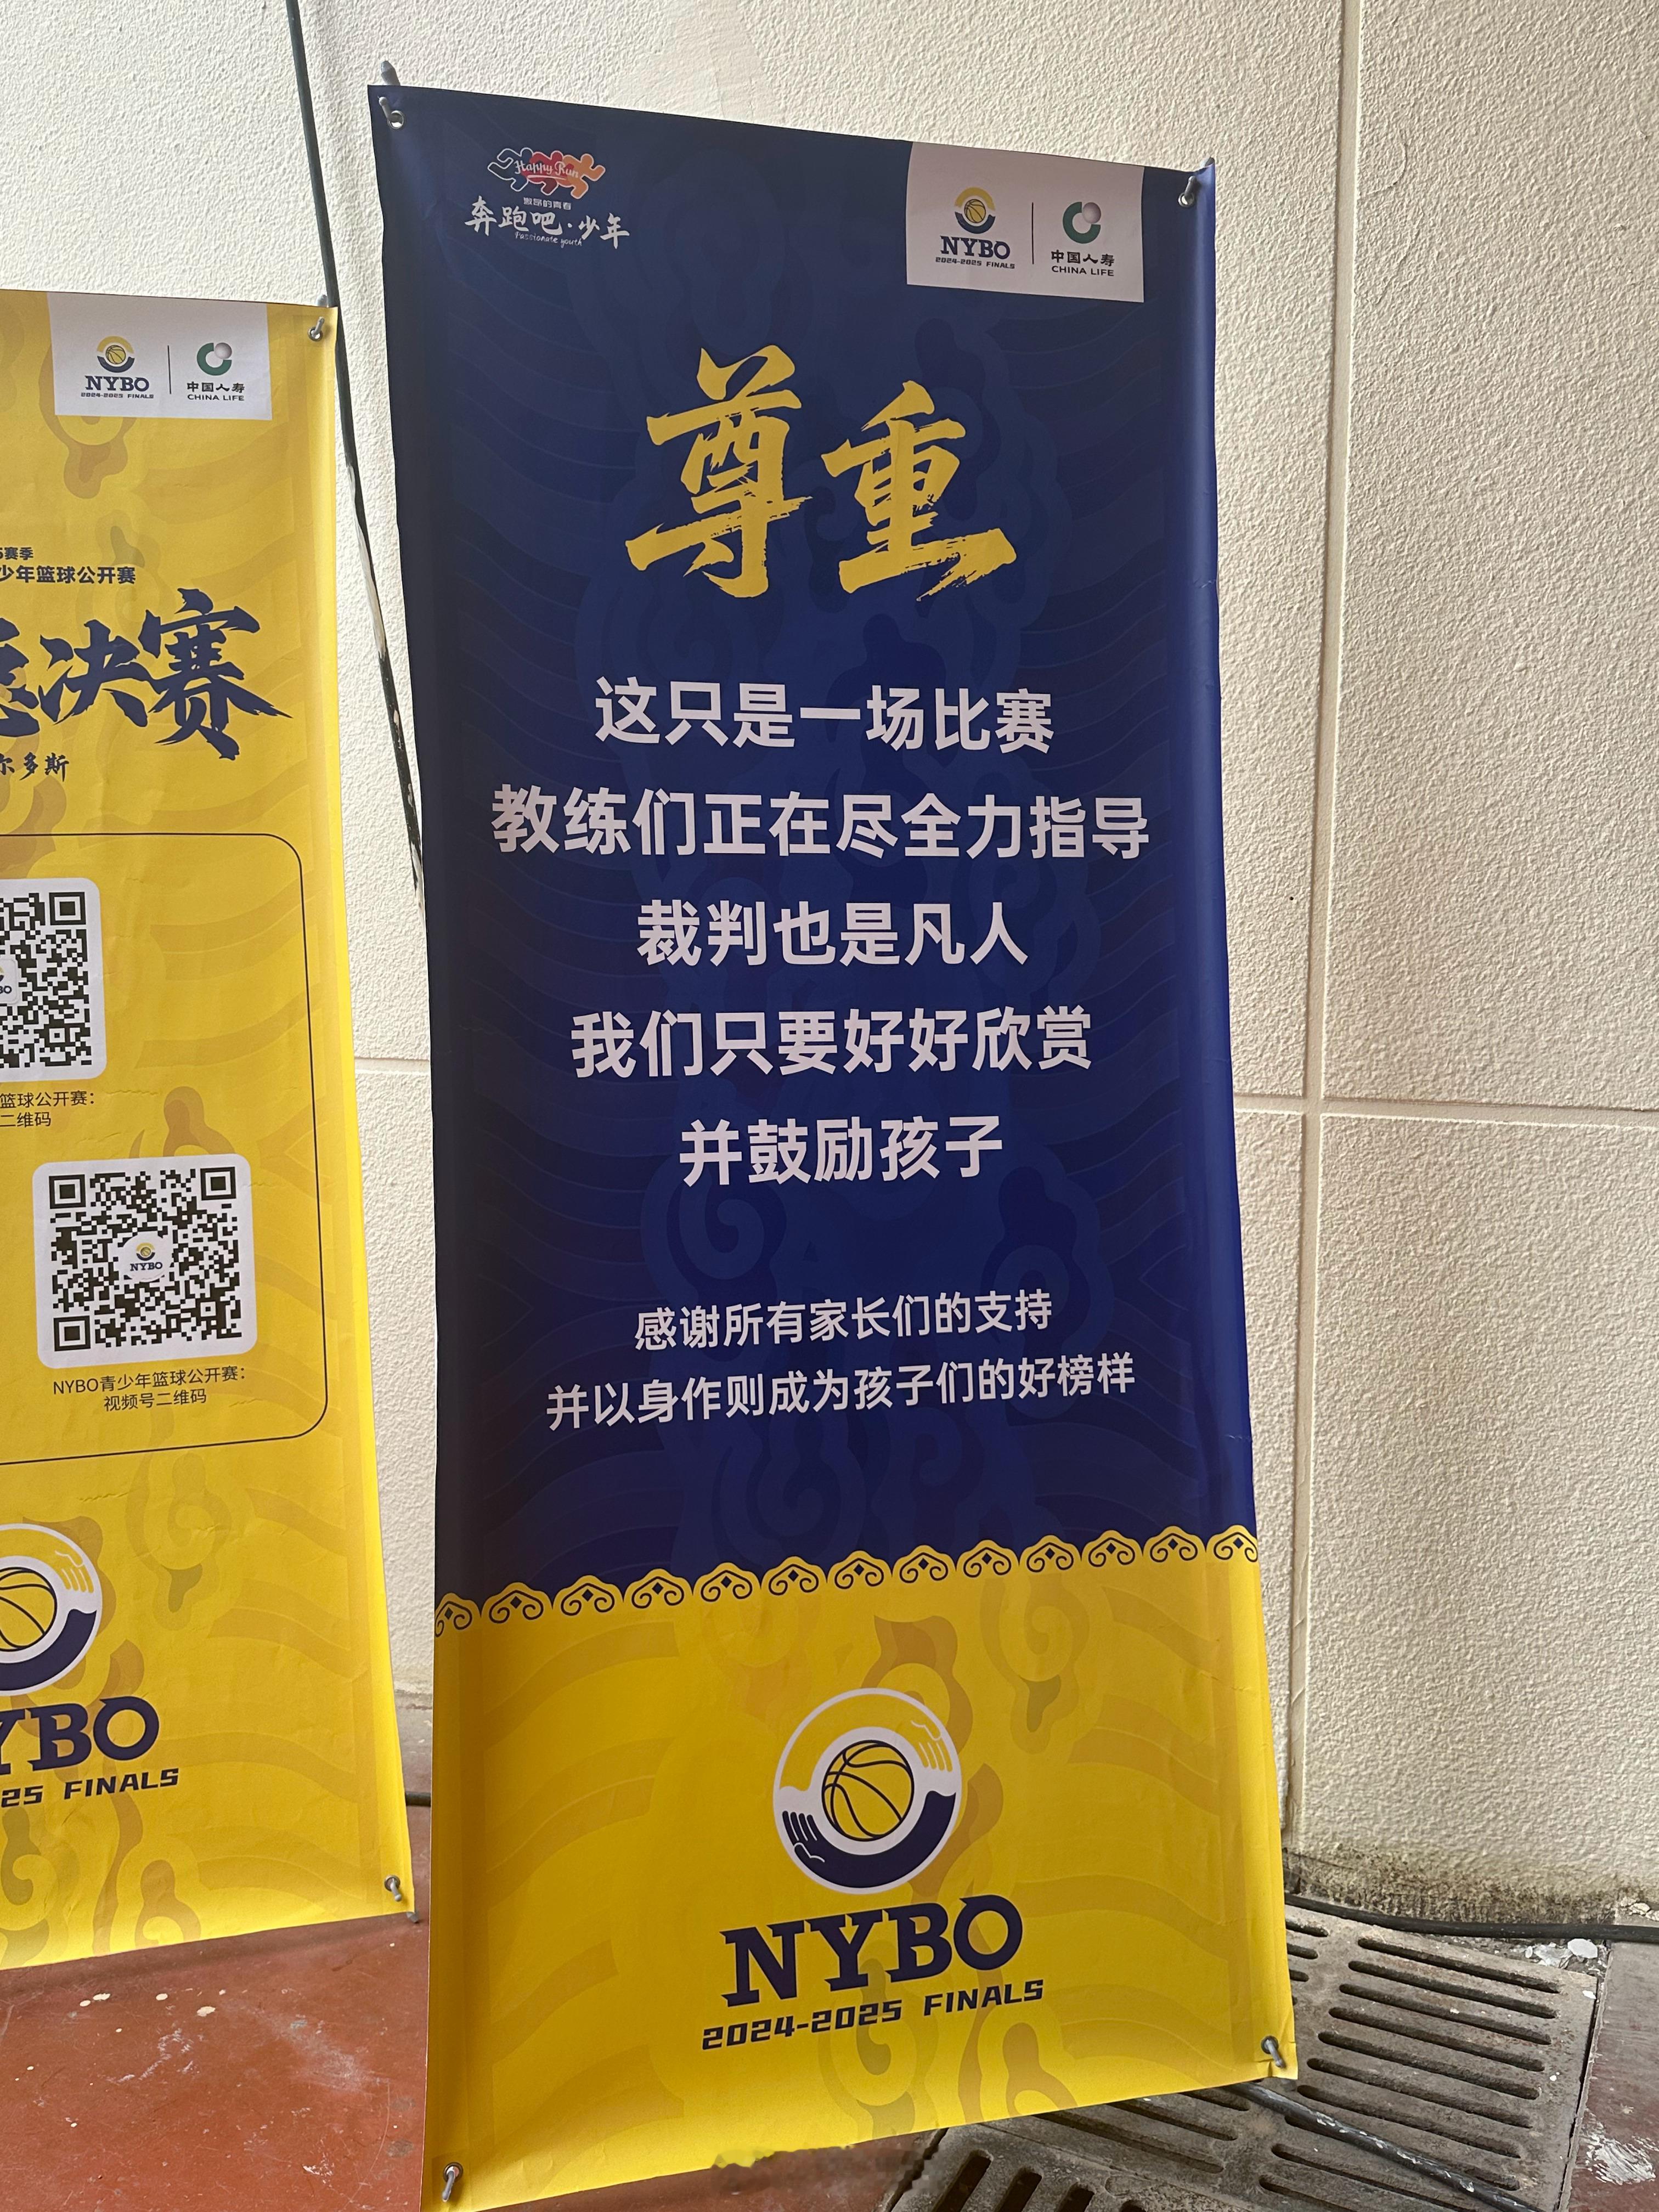 NYBO
2024-2025 FINALS
中国人寿
CHINA LIFE
赛季
少年篮球公开赛
决赛
尔多斯
篮球公开赛:
二维码
NYBO
NYBO青少年篮球公开赛:
视频号二维码
YBO
25 FINALS
Happy Run
奔跑吧·少年
Passionate youth
NYBO
2024-2025 FINALS
中国人寿
CHINA LIFE
尊重
这只是一场比赛
教练们正在尽全力指导
裁判也是凡人
我们只要好好欣赏
并鼓励孩子
感谢所有家长们的支持
并以身作则成为孩子们的好榜样
NYBO
2024-2025 FINALS